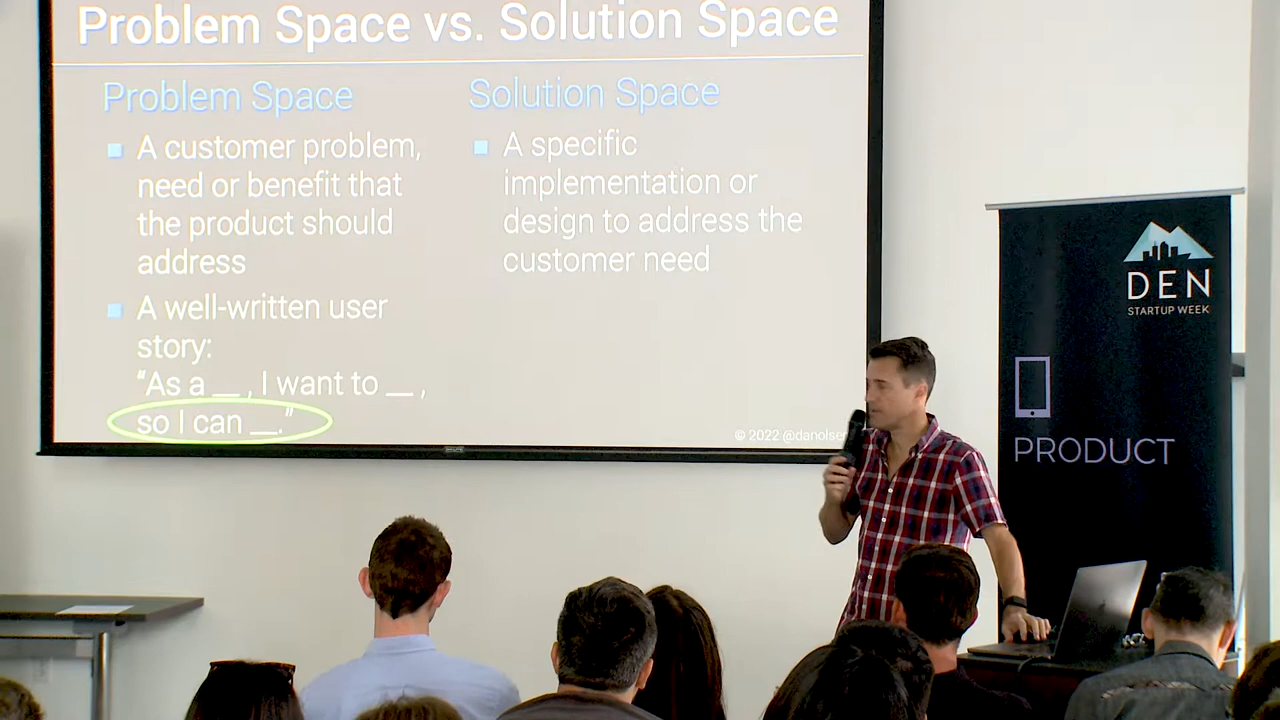 Problem Space vs. Solution Space
Problem Space
A customer problem,
need or benefit that
the product should
address
A well-written user
story:
“As a __ , I want to __ ,
so I can __.”
Solution Space
A specific
implementation or
design to address the
customer need
© 2022
DEN
STARTUP WEEK
PRODUCT